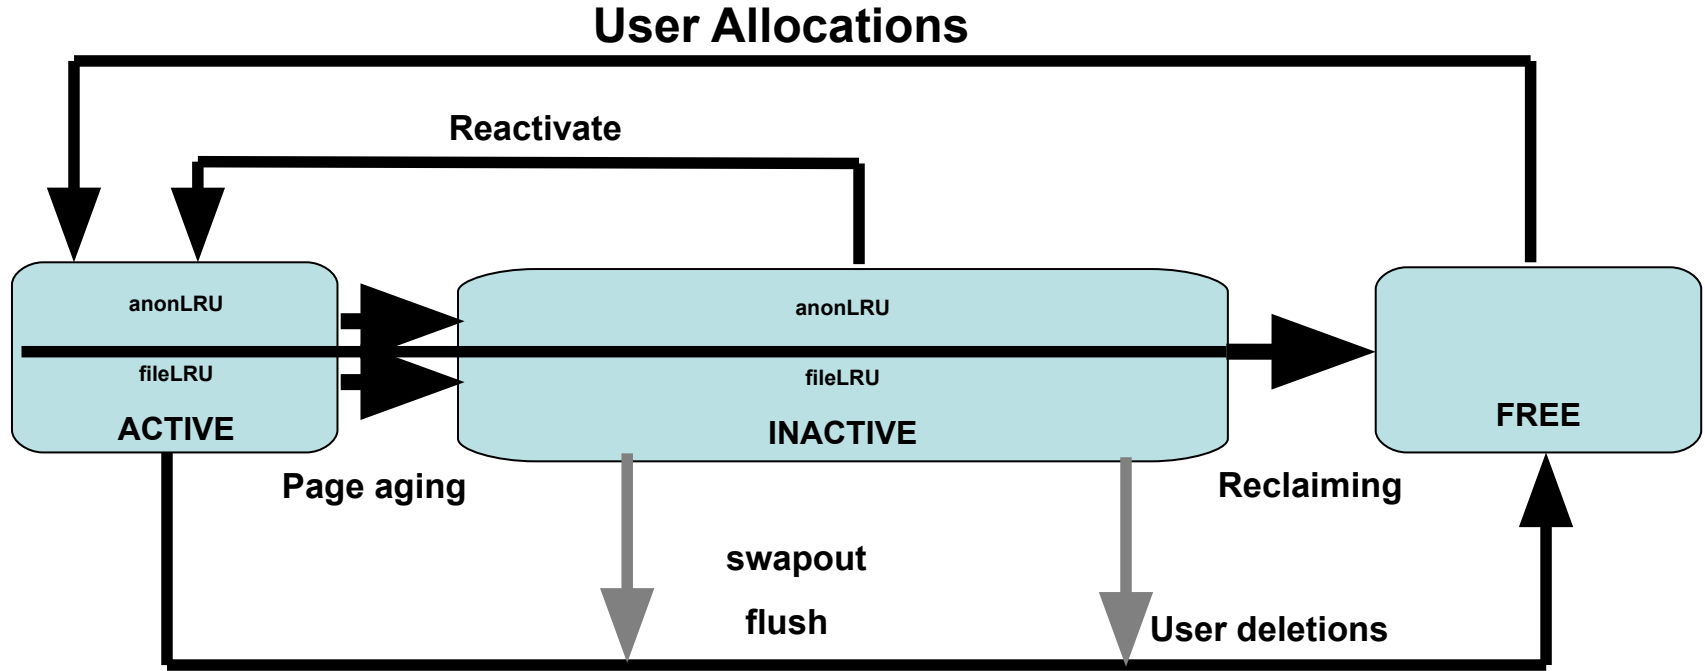 User Allocations
Reactivate
anonLRU
anonLRU
fileLRU
fileLRU
ACTIVE
INACTIVE
FREE
Page aging
Reclaiming
swapout
flush
User deletions